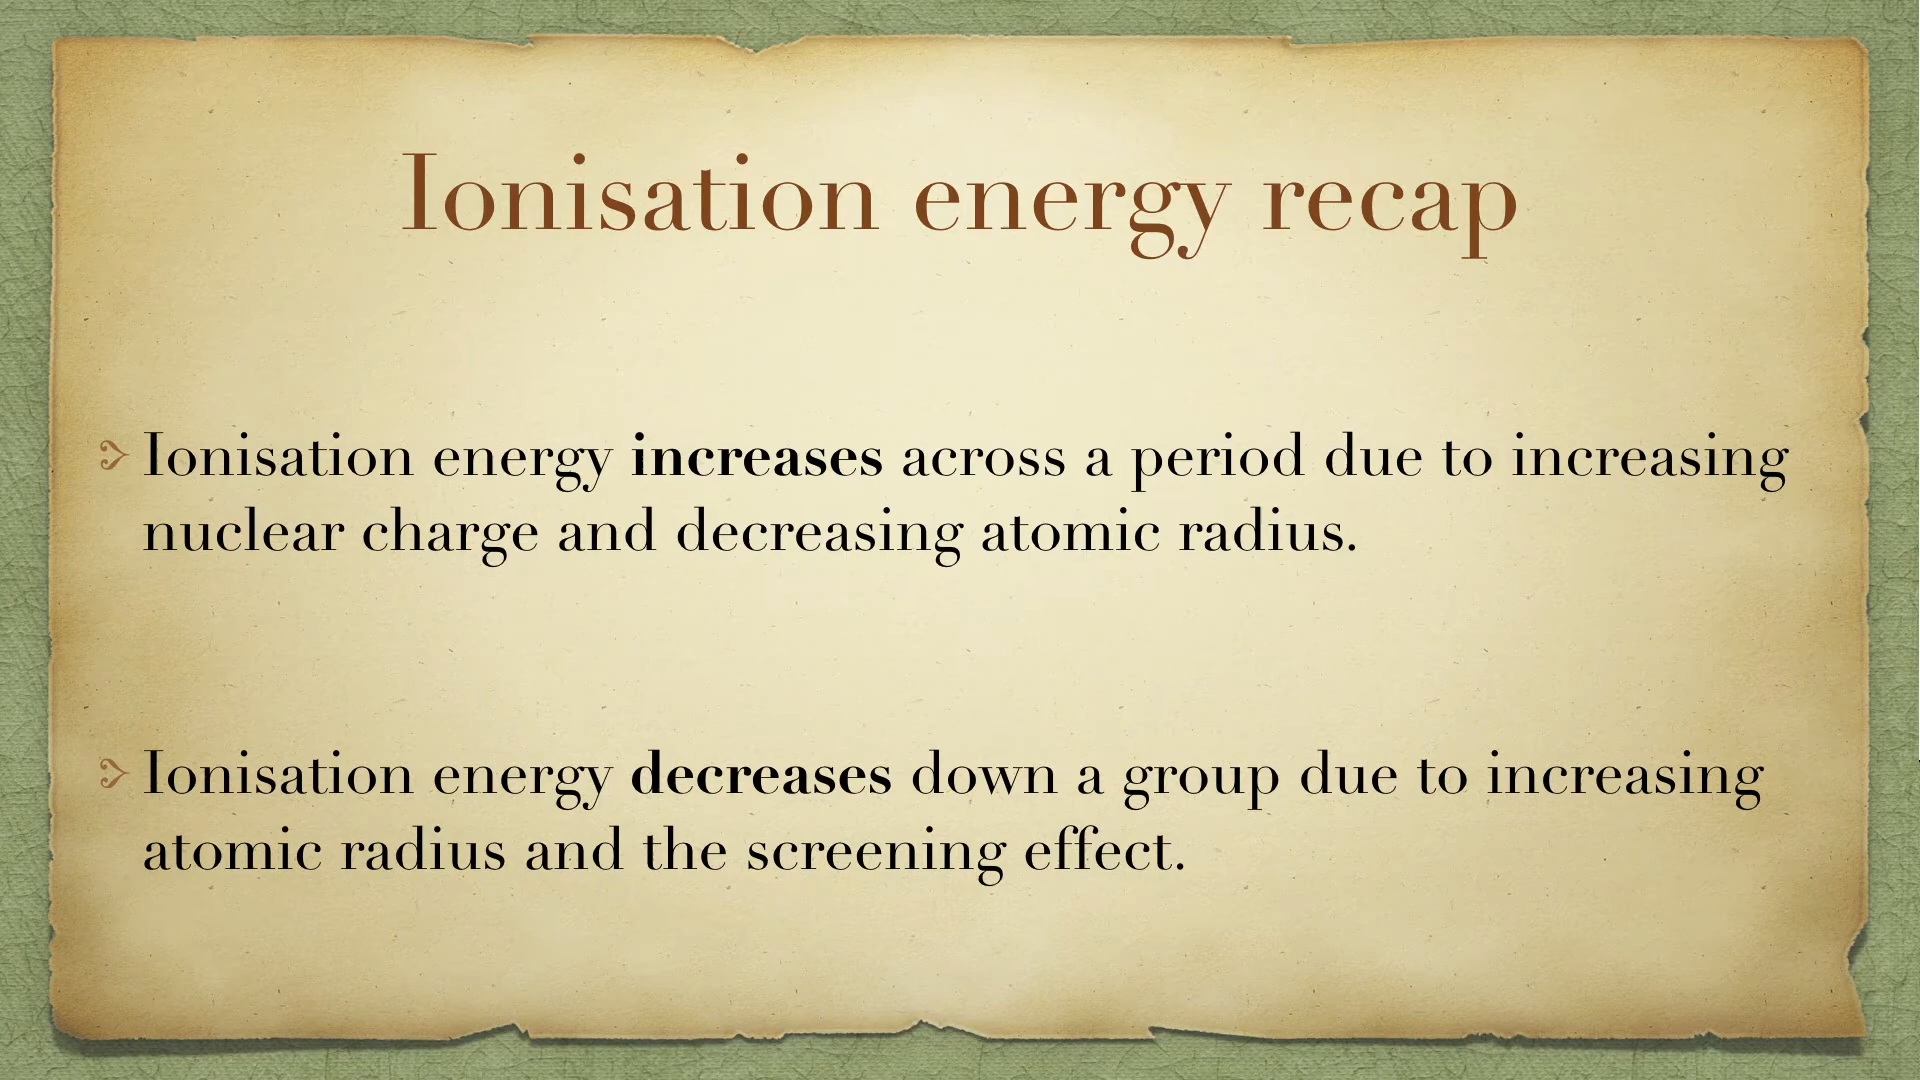 Ionisation energy recap
Ionisation energy increases across a period due to increasing
nuclear charge and decreasing atomic radius.
Ionisation energy decreases down a group due to increasing
atomic radius and the screening effect.